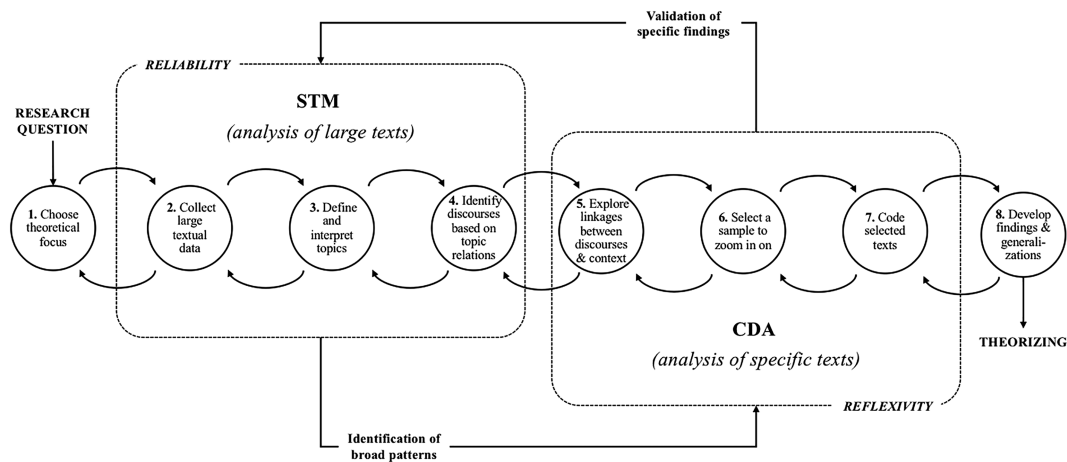 Validation of
specific findings
RELIABILITY
STM
(analysis of large texts)
RESEARCH
QUESTION
1. Choose
theoretical
focus
2. Collect
large
textual
data
3. Define
and
interpret
topics
4. Identify
discourses
based on
topic
relations
5. Explore
linkages
between
discourses
& context
6. Select a
sample to
zoom in on
7. Code
selected
texts
8. Develop
findings &
generali-
zations
CDA
(analysis of specific texts)
THEORIZING
REFLEXIVITY
Identification of
broad patterns